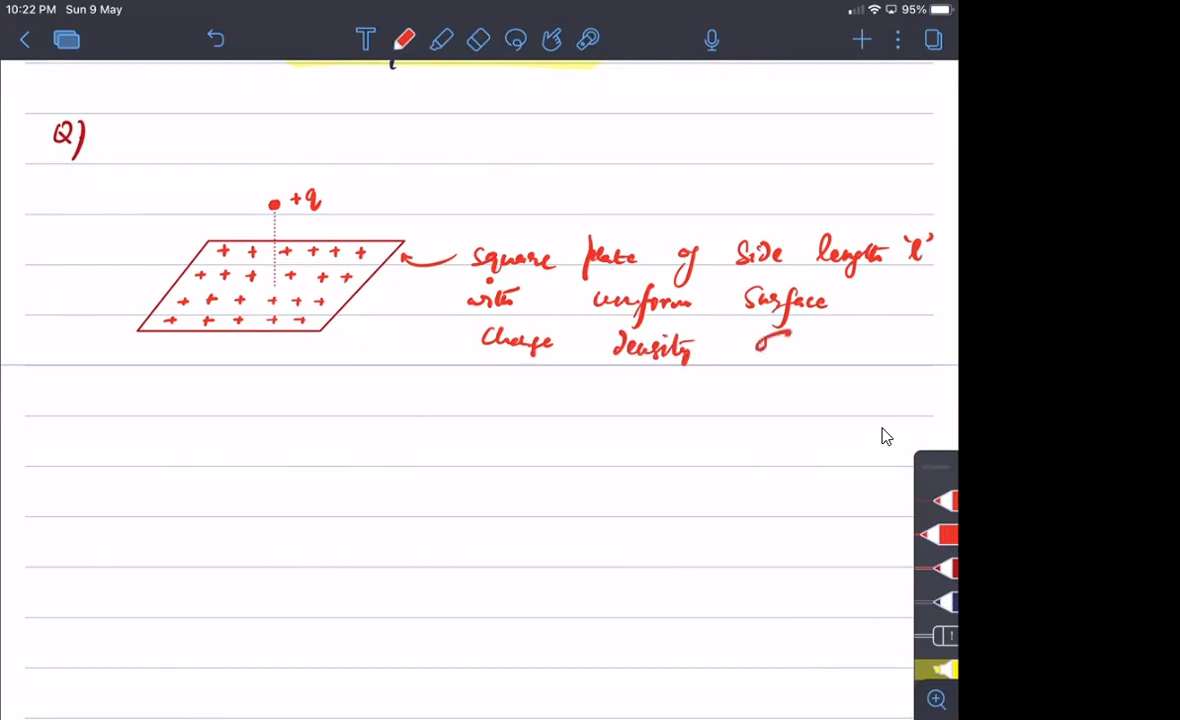 10:22 PM Sun 9 May 95%
Q)
+q
square plate of side length 'l'
with uniform surface
charge density σ